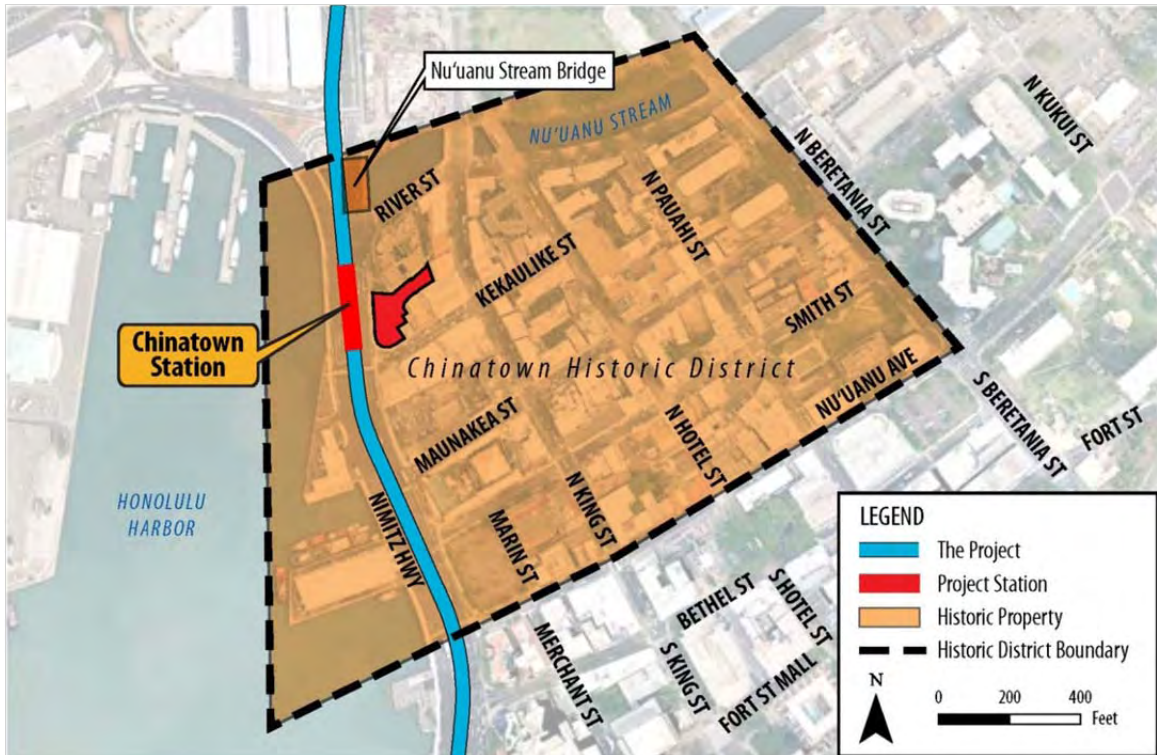 Nu‘uanu Stream Bridge
NU‘UANU STREAM
N KUKUI ST
N BERETANIA ST
RIVER ST
N PAUAHI ST
KEKAULIKE ST
SMITH ST
Chinatown
Station
Chinatown Historic District
NU‘UANU AVE
S BERETANIA ST
FORT ST
MAUNAKEA ST
N HOTEL ST
N KING ST
HONOLULU
HARBOR
NIMITZ HWY
MARIN ST
BETHEL ST
S HOTEL ST
MERCHANT ST
S KING ST
FORT ST MALL
LEGEND
The Project
Project Station
Historic Property
Historic District Boundary
N
0 200 400
Feet